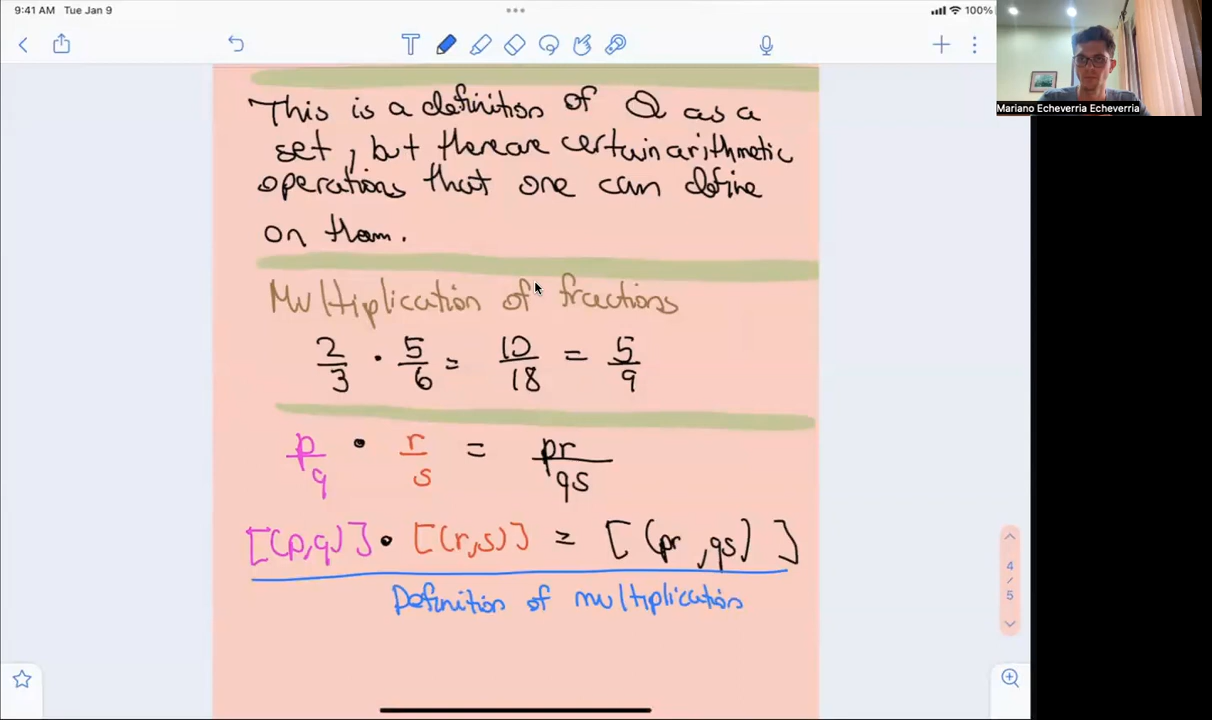 9:41 AM Tue Jan 9
100%
Mariano Echeverria Echeverria
This is a definition of Q as a
set, but there are certain arithmetic
operations that one can define
on them.
Multiplication of fractions
2/3 · 5/6 = 10/18 = 5/9
p/q · r/s = pr/qs
[(p,q)] · [(r,s)] = [(pr,qs)]
Definition of multiplication
4
/
5